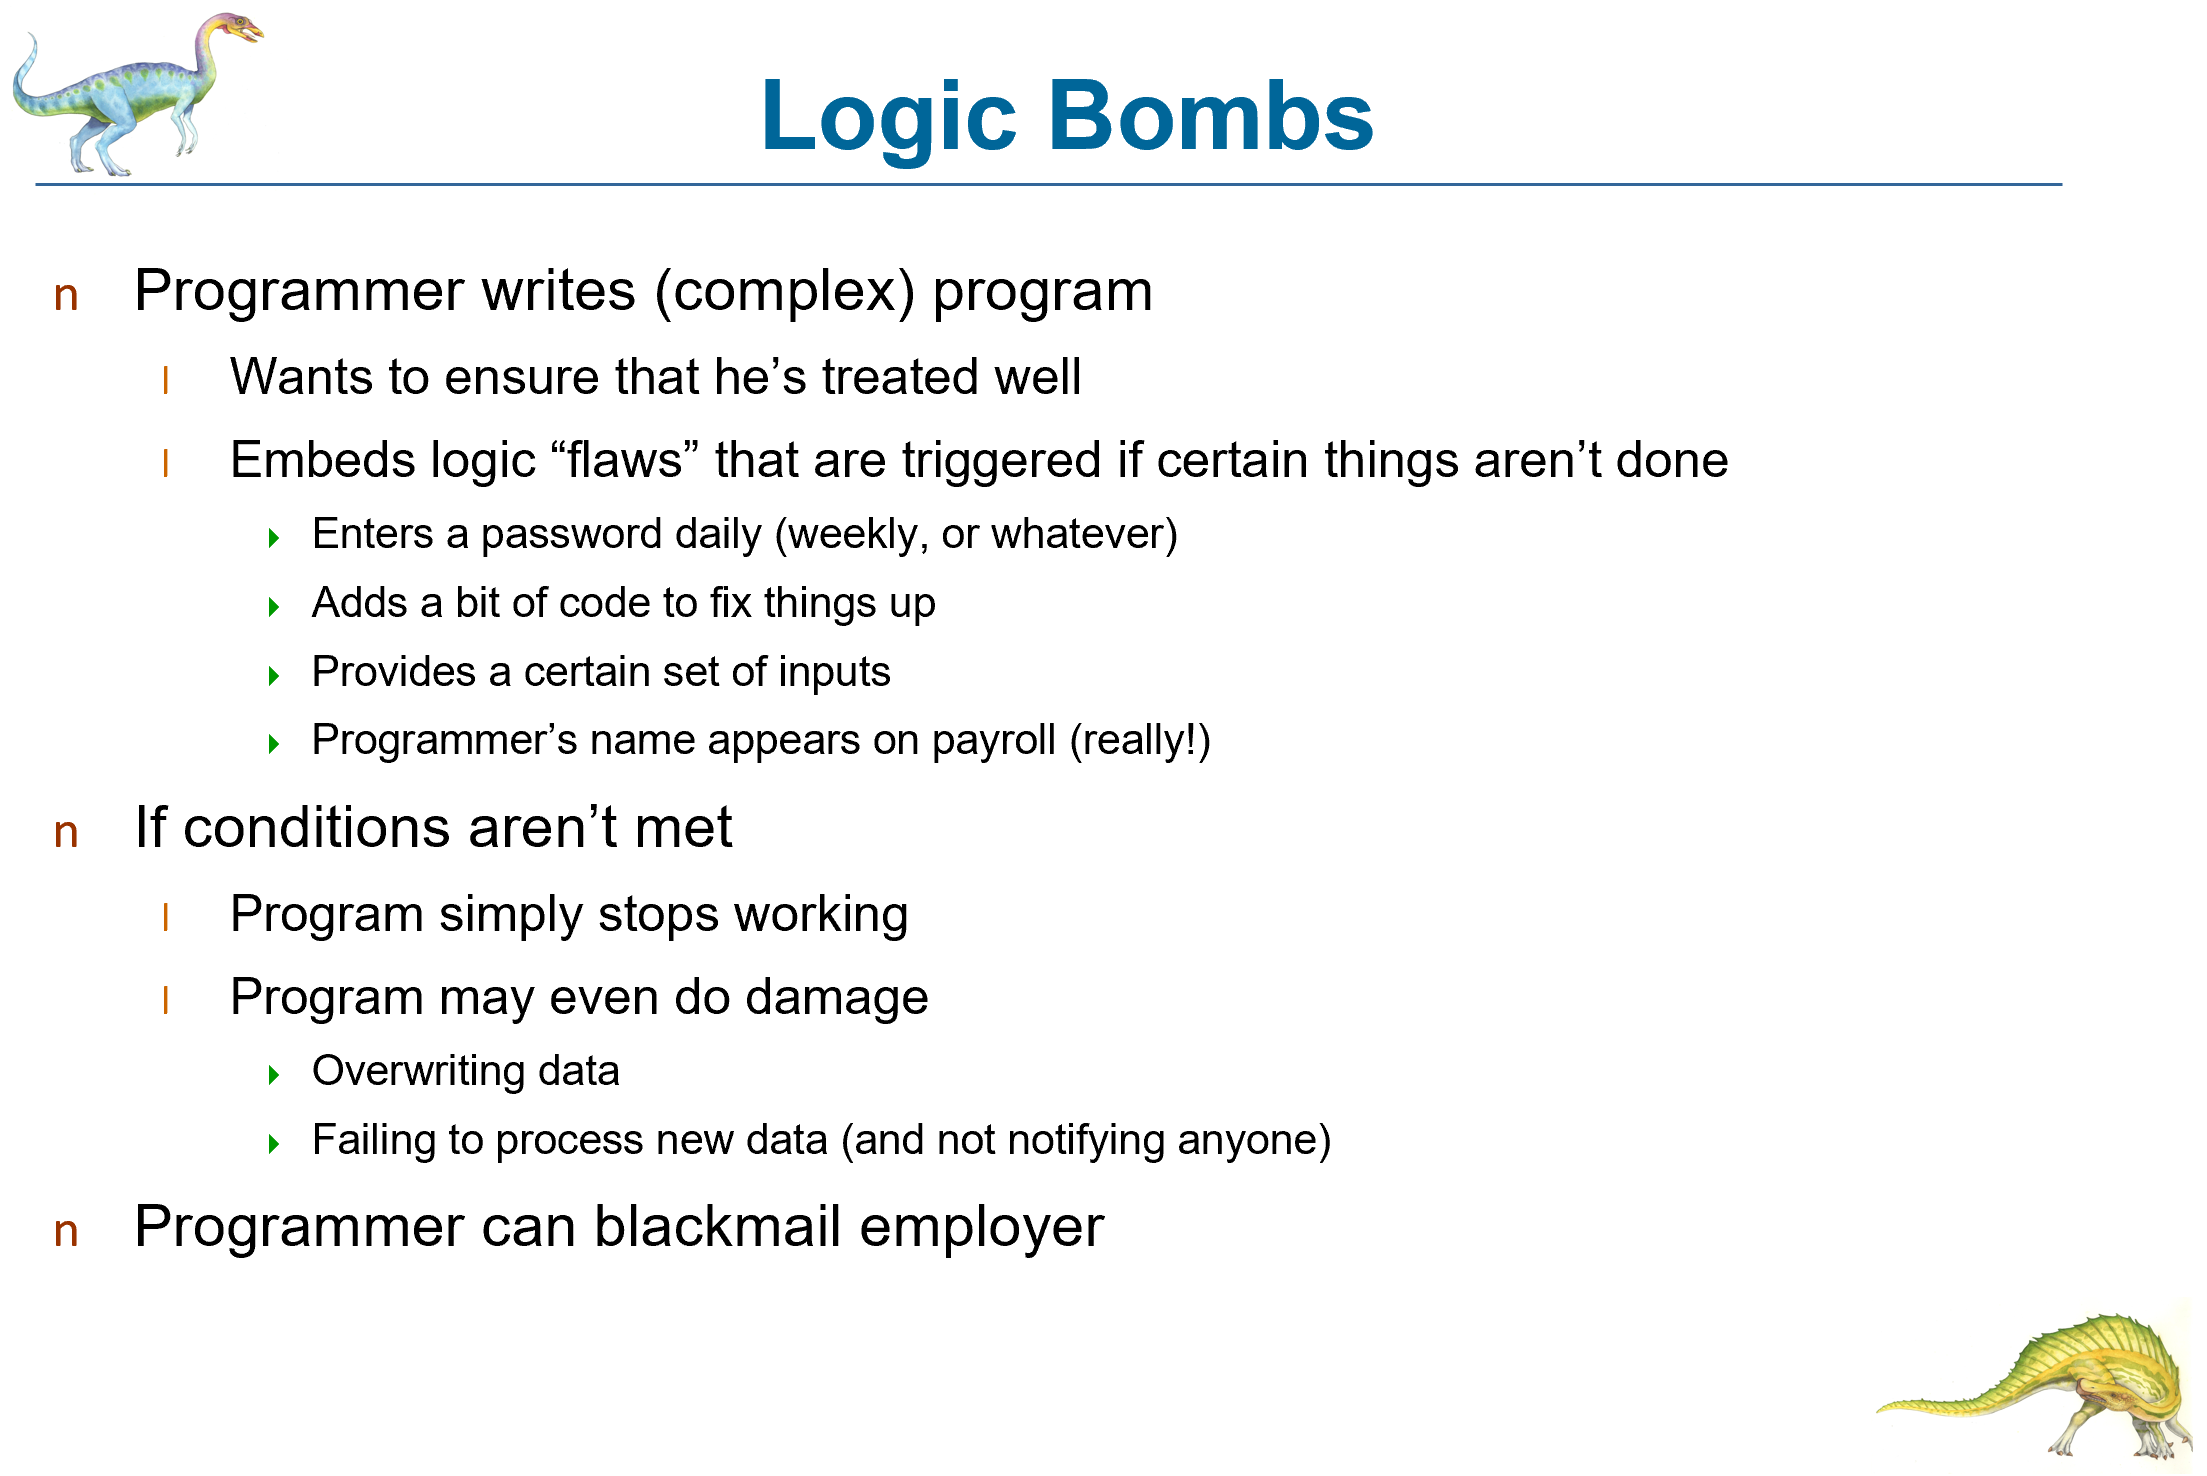 Logic Bombs
n Programmer writes (complex) program
l Wants to ensure that he’s treated well
l Embeds logic “flaws” that are triggered if certain things aren’t done
Enters a password daily (weekly, or whatever)
Adds a bit of code to fix things up
Provides a certain set of inputs
Programmer’s name appears on payroll (really!)
n If conditions aren’t met
l Program simply stops working
l Program may even do damage
Overwriting data
Failing to process new data (and not notifying anyone)
n Programmer can blackmail employer